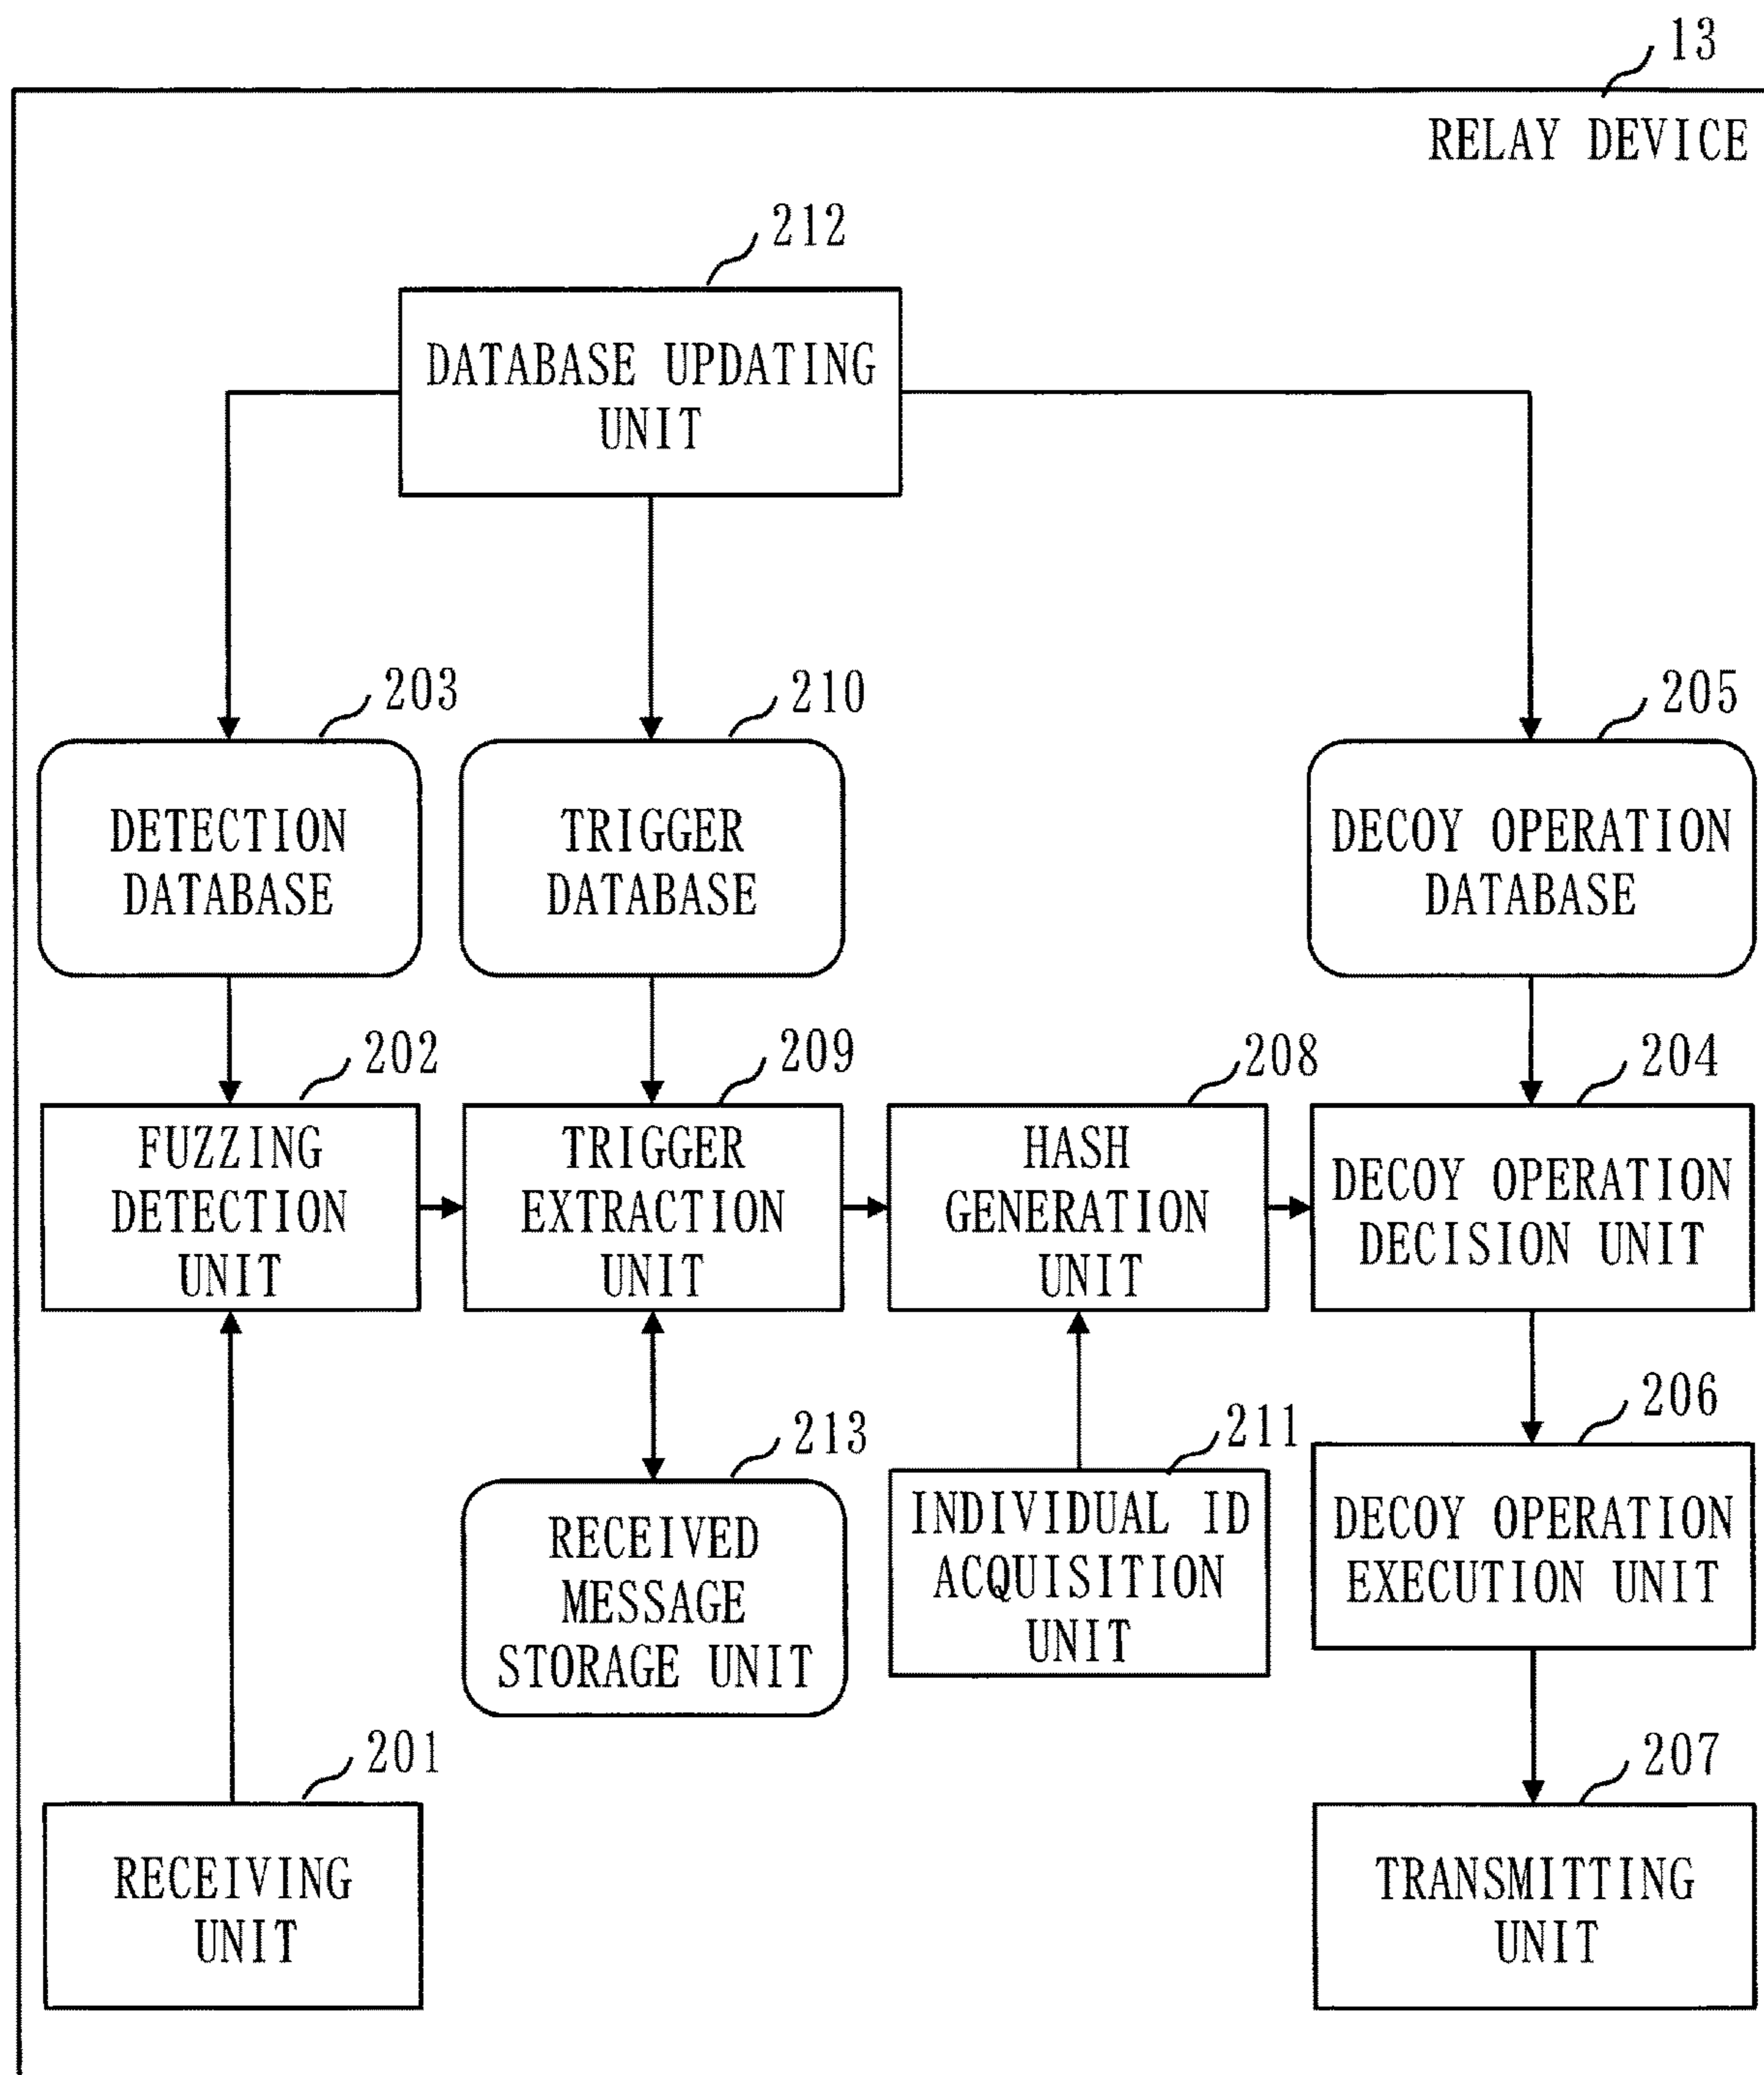 13
RELAY DEVICE
212
DATABASE UPDATING
UNIT
203
210
205
DETECTION
DATABASE
TRIGGER
DATABASE
DECOY OPERATION
DATABASE
202
209
208
204
FUZZING
DETECTION
UNIT
TRIGGER
EXTRACTION
UNIT
HASH
GENERATION
UNIT
DECOY OPERATION
DECISION UNIT
213
211
206
RECEIVED
MESSAGE
STORAGE UNIT
INDIVIDUAL ID
ACQUISITION
UNIT
DECOY OPERATION
EXECUTION UNIT
201
207
RECEIVING
UNIT
TRANSMITTING
UNIT